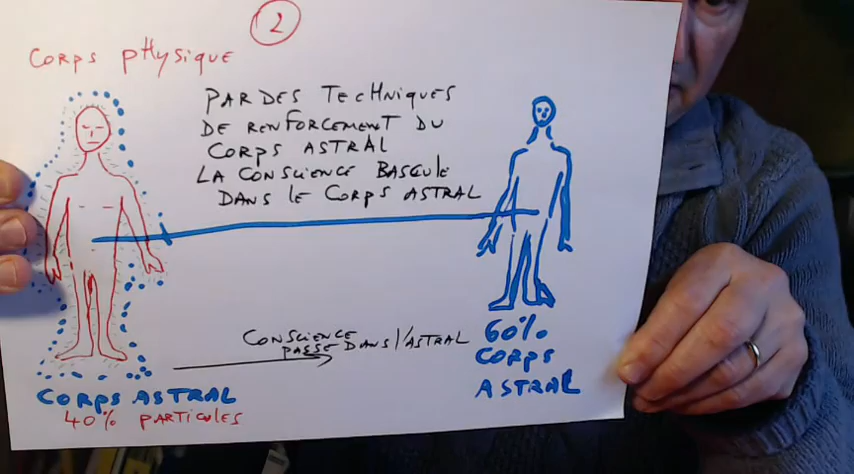 2
CORPS PHYSIQUE
PAR DES TECHNIQUES
DE RENFORCEMENT DU
CORPS ASTRAL
LA CONSCIENCE BASCULE
DANS LE CORPS ASTRAL
CONSCIENCE
PASSE DANS l'ASTRAL
CORPS ASTRAL
40% PARTICULES
60%
CORPS
ASTRAL